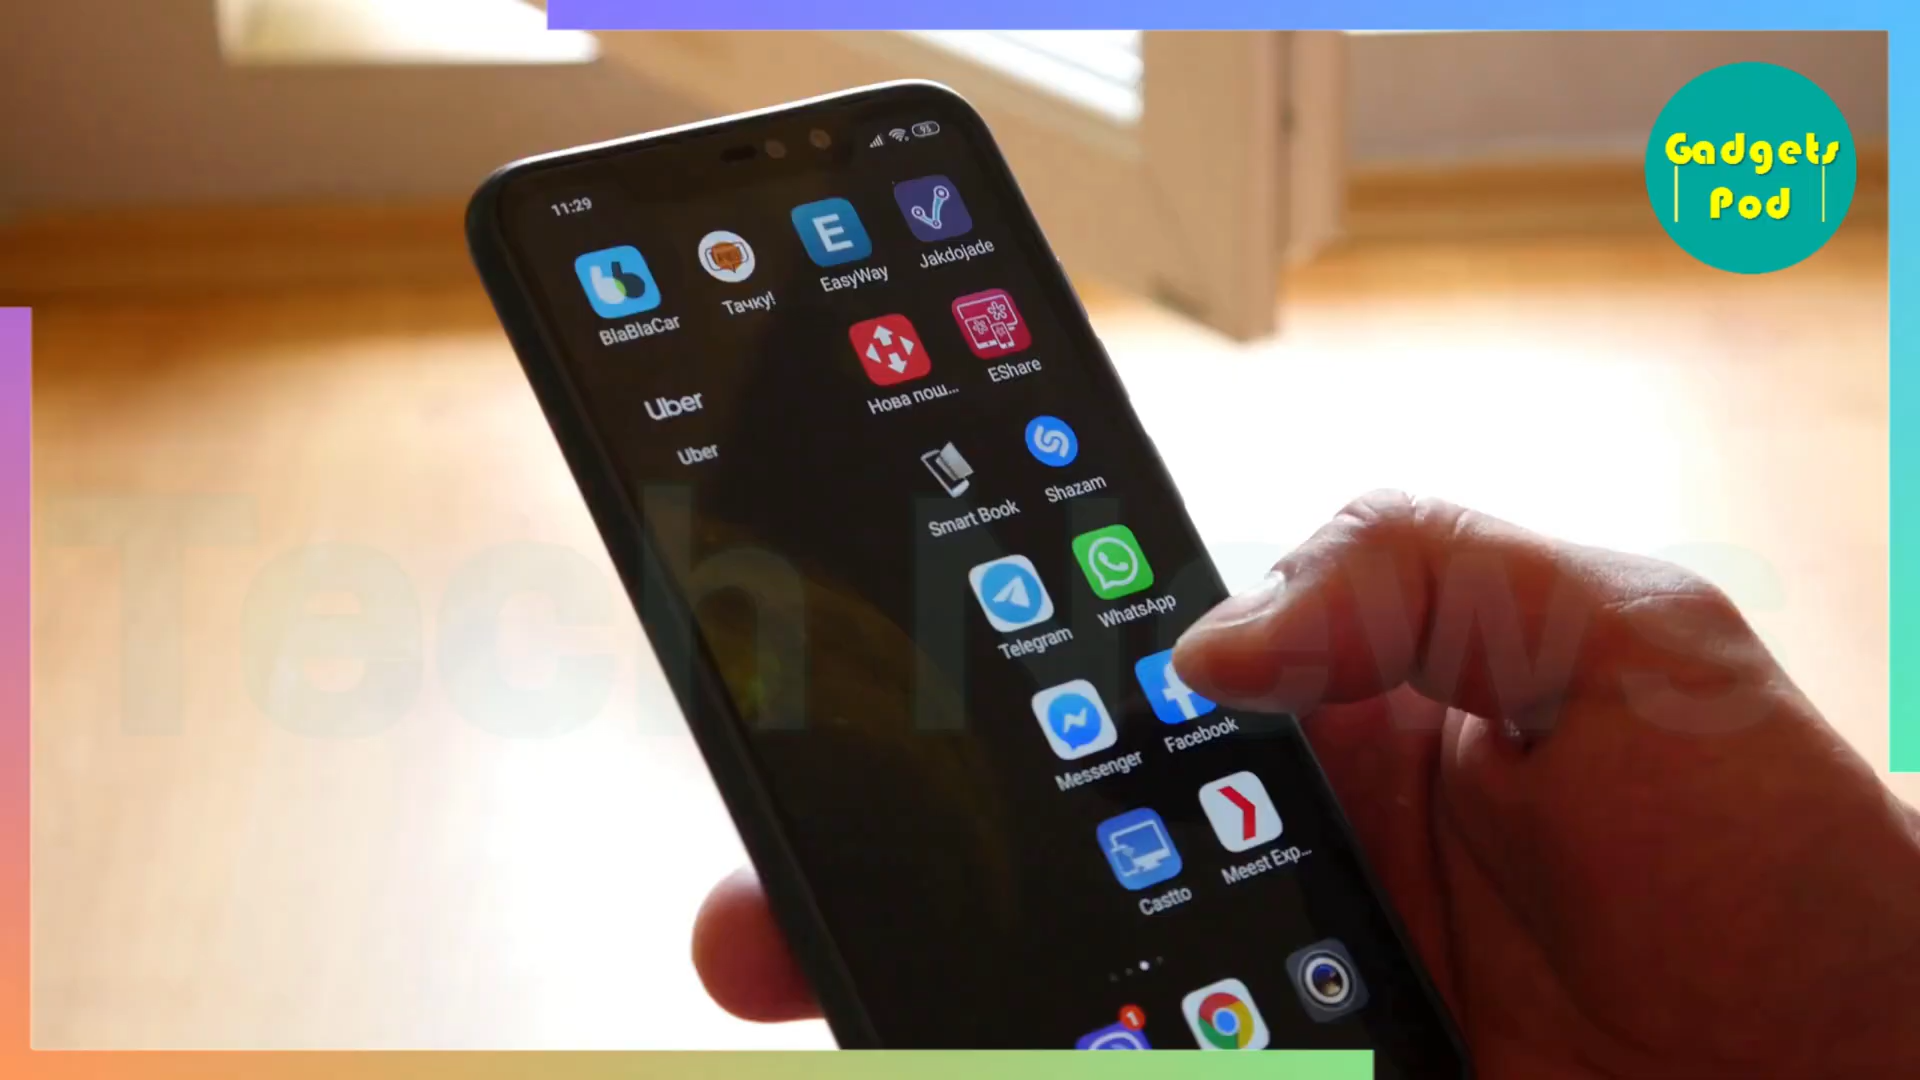 Gadgets
Pod
11:29
93
BlaBlaCar
Тачку!
E
EasyWay
Jakdojade
Нова пош...
EShare
Uber
Uber
Smart Book
Shazam
Telegram
WhatsApp
Messenger
Facebook
Castto
Meest Exp...
1
Tech News